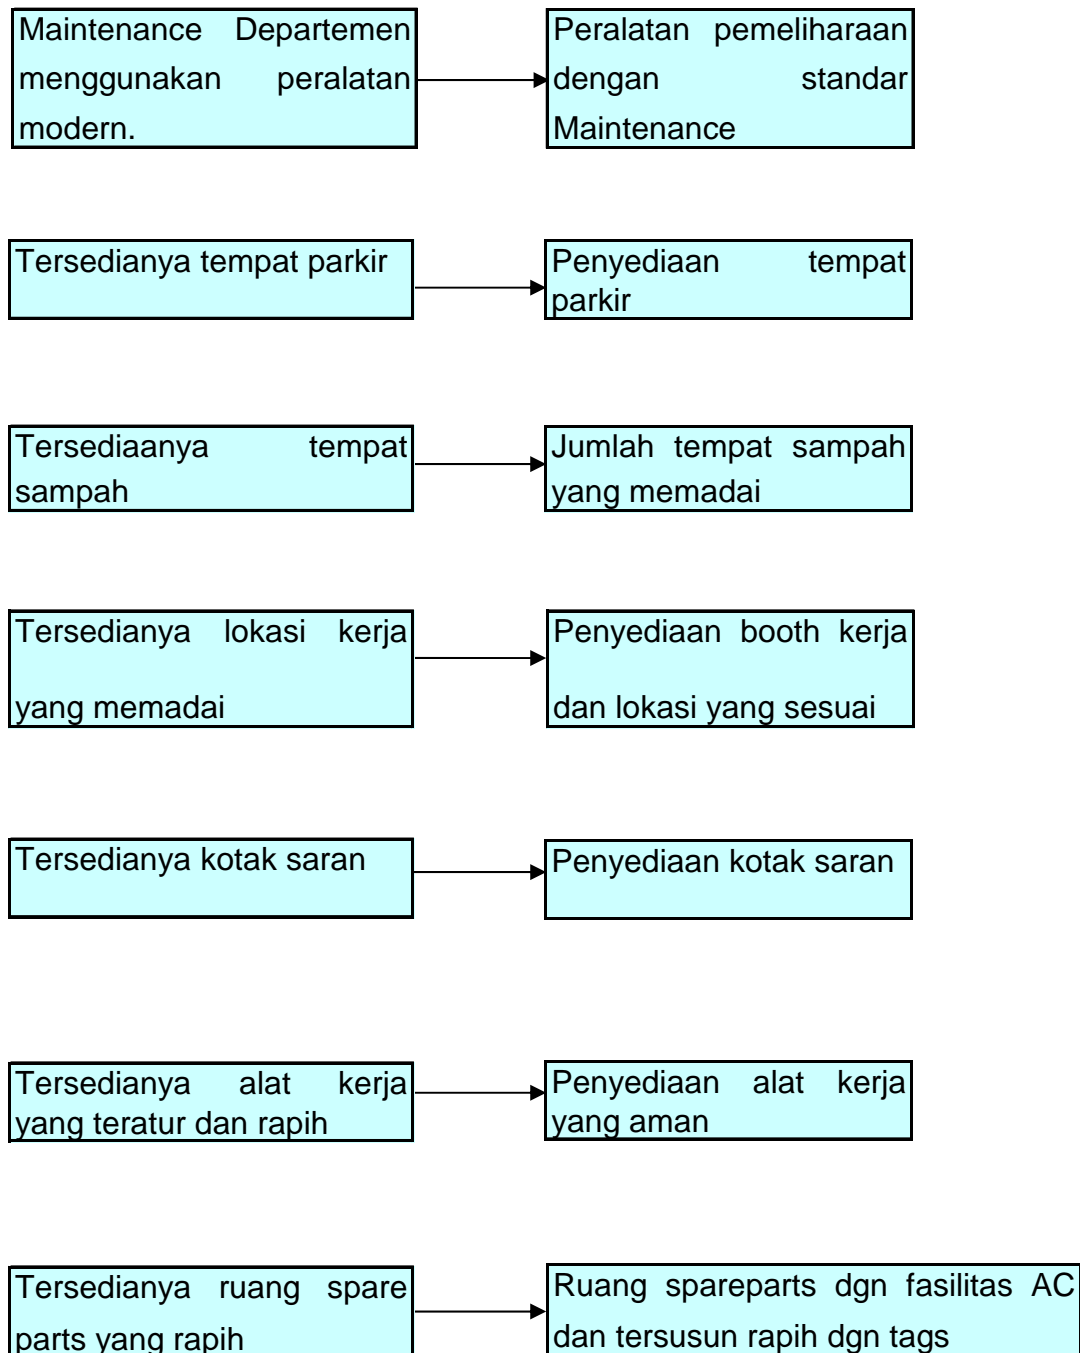 Maintenance Departemen
menggunakan peralatan
modern.
Peralatan pemeliharaan
dengan standar
Maintenance
Tersedianya tempat parkir
Penyediaan tempat
parkir
Tersediaanya tempat
sampah
Jumlah tempat sampah
yang memadai
Tersedianya lokasi kerja
yang memadai
Penyediaan booth kerja
dan lokasi yang sesuai
Tersedianya kotak saran
Penyediaan kotak saran
Tersedianya alat kerja
yang teratur dan rapih
Penyediaan alat kerja
yang aman
Tersedianya ruang spare
parts yang rapih
Ruang spareparts dgn fasilitas AC
dan tersusun rapih dgn tags